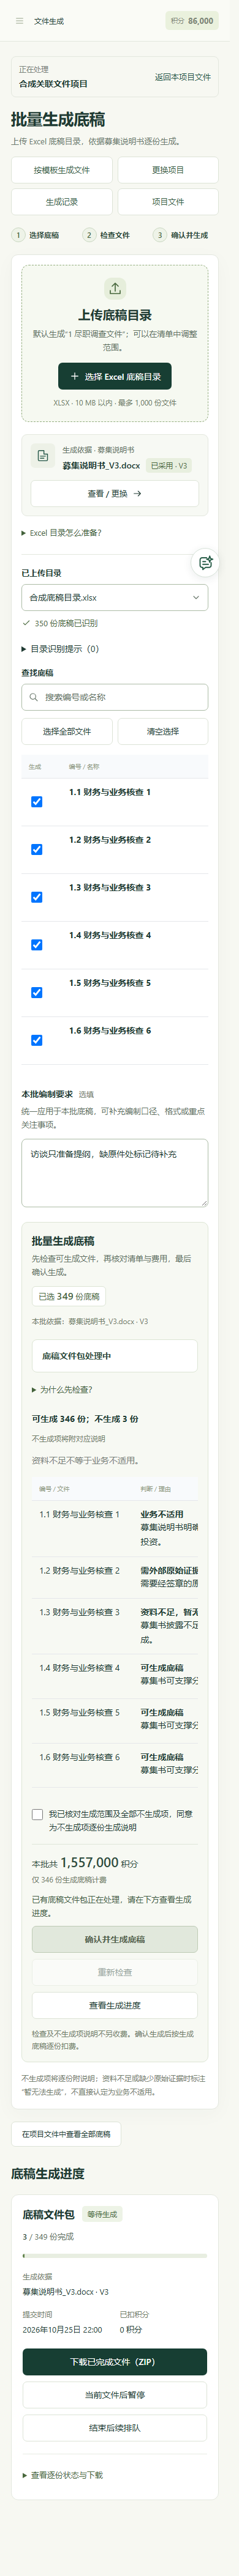 文件生成
积分 86,000
正在处理
合成关联文件项目
返回本项目文件
批量生成底稿
上传 Excel 底稿目录，依据募集说明书逐份生成。
按模板生成文件
更换项目
生成记录
项目文件
1 选择底稿
2 检查文件
3 确认并生成
上传底稿目录
默认生成“1 尽职调查文件”；可以在清单中调整
范围。
选择 Excel 底稿目录
XLSX · 10 MB 以内 · 最多 1,000 份文件
生成依据 · 募集说明书
募集说明书_V3.docx
已采用 · V3
查看 / 更换 →
Excel 目录怎么准备？
已上传目录
合成底稿目录.xlsx
350 份底稿已识别
目录识别提示（0）
查找底稿
搜索编号或名称
选择全部文件
清空选择
生成
编号 / 名称
1.1 财务与业务核查 1
1.2 财务与业务核查 2
1.3 财务与业务核查 3
1.4 财务与业务核查 4
1.5 财务与业务核查 5
1.6 财务与业务核查 6
本批编制要求 选填
统一应用于本批底稿，可补充编制口径、格式或重点
关注事项。
访谈只准备提纲，缺原件处标记待补充
批量生成底稿
先检查可生成文件，再核对清单与费用，最后
确认生成。
已选 349 份底稿
本批依据：募集说明书_V3.docx · V3
底稿文件包处理中
为什么先检查？
可生成 346 份；不生成 3 份
不生成项将附对应说明
资料不足不等于业务不适用。
编号 / 文件
判断 / 理由
1.1 财务与业务核查 1
业务不适用
募集说明书明确
投资。
1.2 财务与业务核查 2
需外部原始证据
需要经签章的原
1.3 财务与业务核查 3
资料不足，暂无
募集书披露不足
成。
1.4 财务与业务核查 4
可生成底稿
募集书可支撑分
1.5 财务与业务核查 5
可生成底稿
募集书可支撑分
1.6 财务与业务核查 6
可生成底稿
募集书可支撑分
我已核对生成范围及全部不生成项，同意
为不生成项逐份生成说明
本批共 1,557,000 积分
仅 346 份生成底稿计费
已有底稿文件包正在处理，请在下方查看生成
进度。
确认并生成底稿
重新检查
查看生成进度
检查及不生成项说明不另收费。确认生成后按生成
底稿逐份扣费。
不生成项将逐份附说明；资料不足或缺少原始证据时标注
“暂无法生成”，不直接认定为业务不适用。
在项目文件中查看全部底稿
底稿生成进度
底稿文件包
等待生成
3 / 349 份完成
生成依据
募集说明书_V3.docx · V3
提交时间
已扣积分
2026年10月25日 22:00
0 积分
下载已完成文件（ZIP）
当前文件后暂停
结束后续排队
查看逐份状态与下载